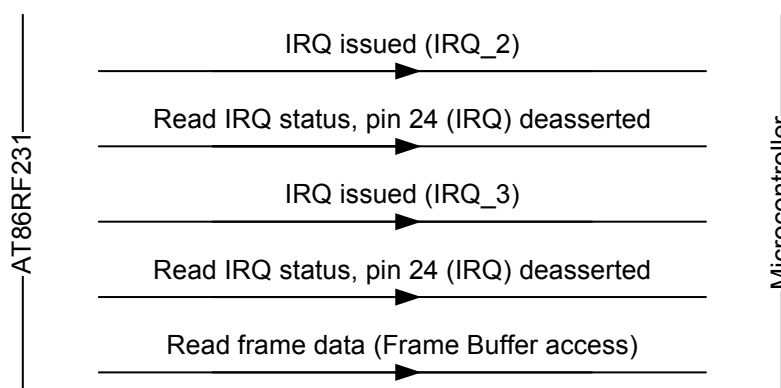 IRQ issued (IRQ_2)
Read IRQ status, pin 24 (IRQ) deasserted
AT86RF231
IRQ issued (IRQ_3)
Microcontroller
Read IRQ status, pin 24 (IRQ) deasserted
Read frame data (Frame Buffer access)